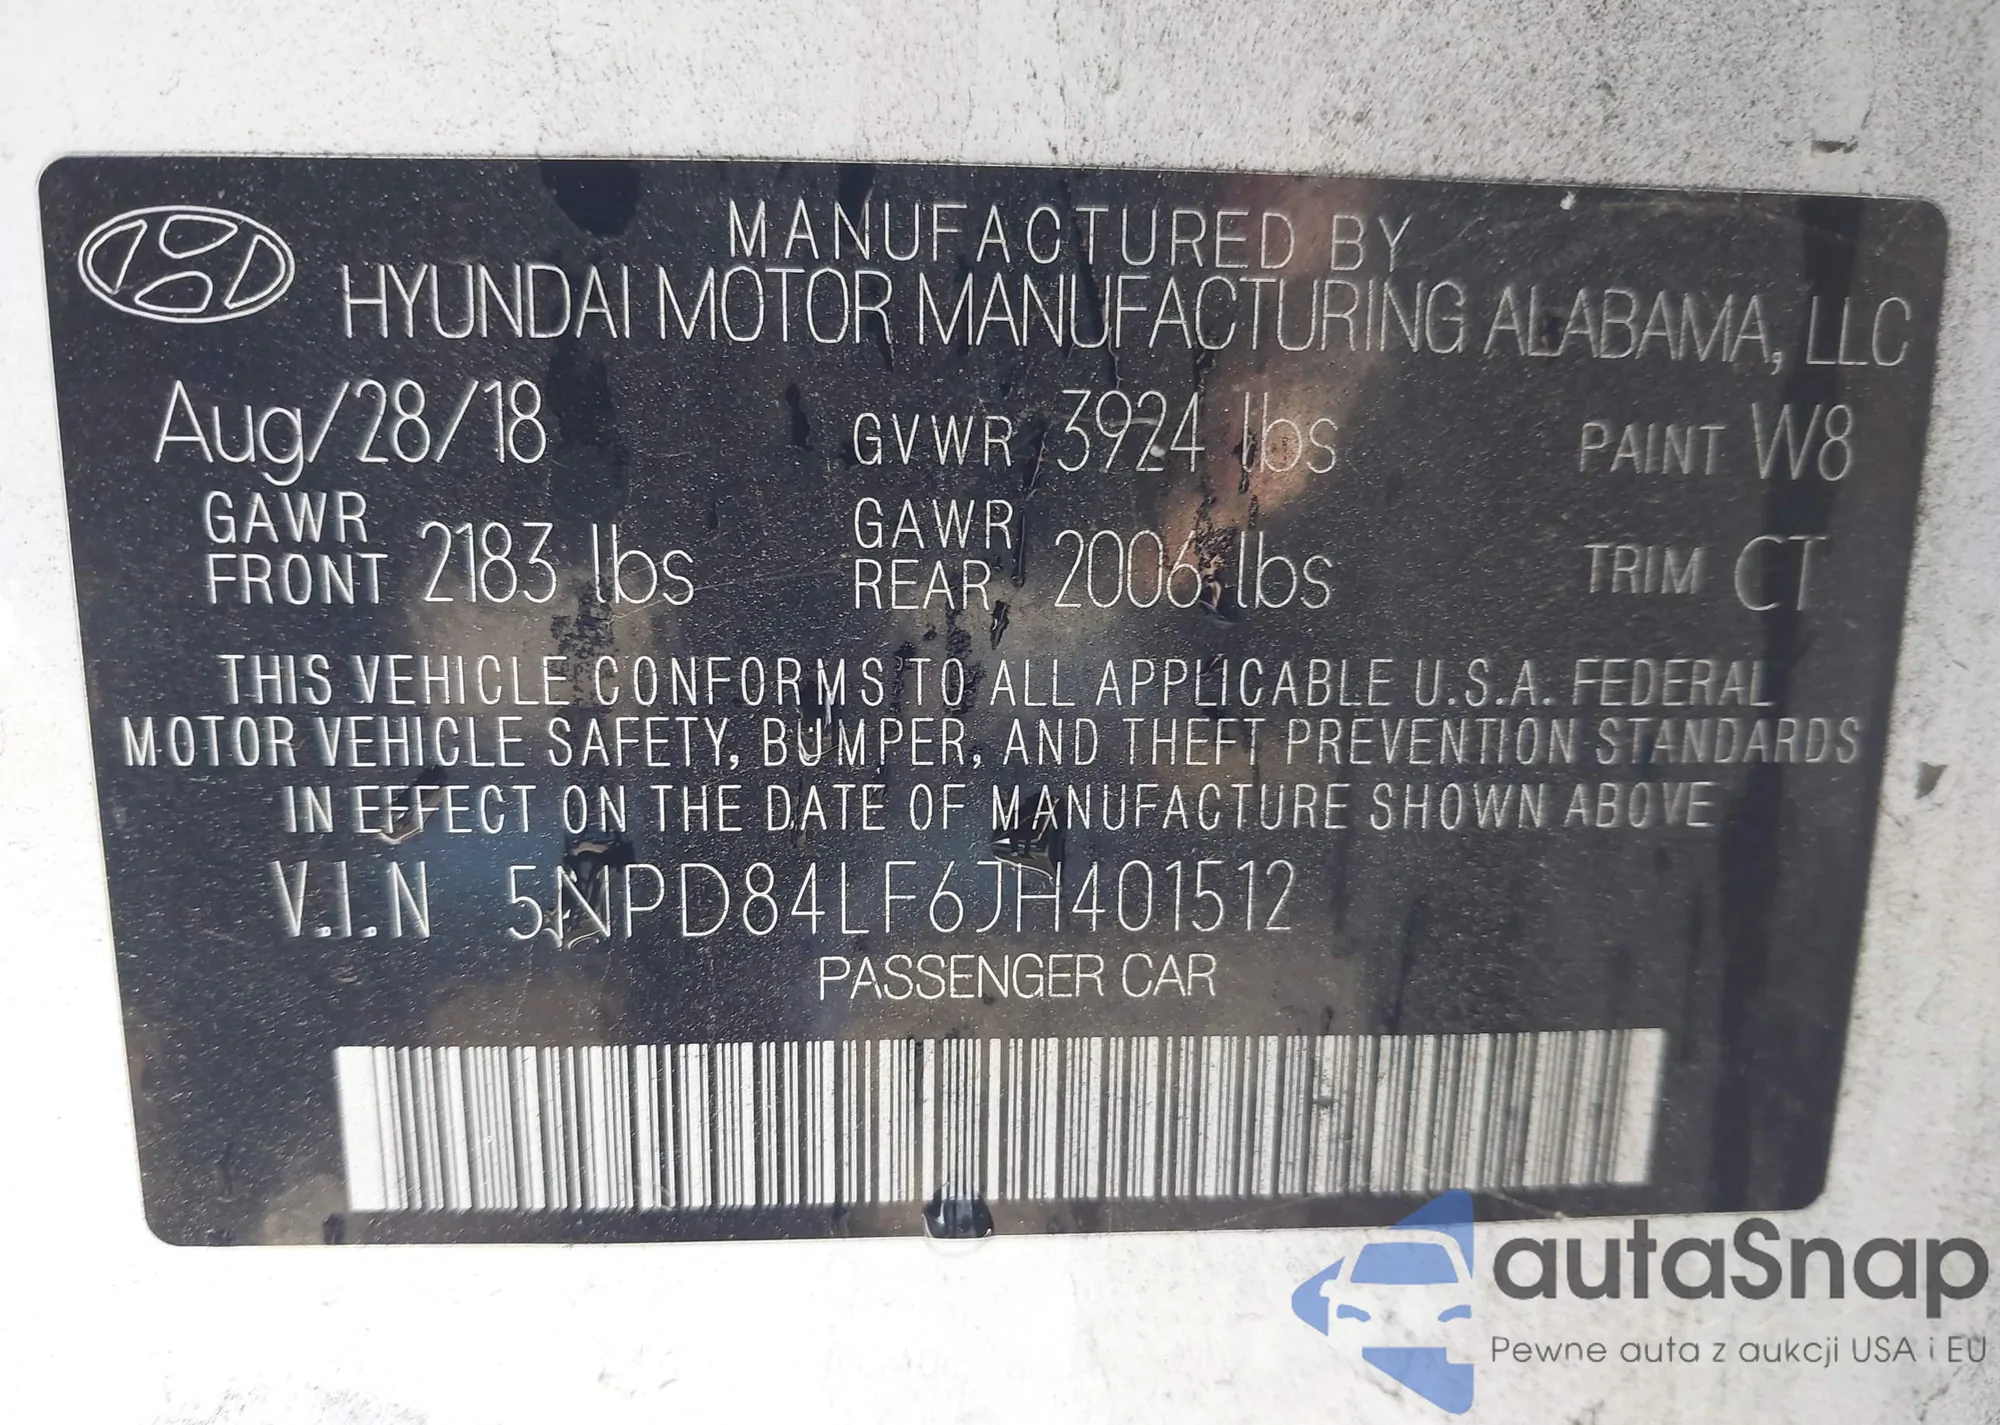 MANUFACTURED BY
HYUNDAI MOTOR MANUFACTURING ALABAMA, LLC
Aug/28/18 GVWR 3924 lbs PAINT W8
GAWR FRONT 2183 lbs GAWR REAR 2006 lbs TRIM CT
THIS VEHICLE CONFORMS TO ALL APPLICABLE U.S.A. FEDERAL
MOTOR VEHICLE SAFETY, BUMPER, AND THEFT PREVENTION STANDARDS
IN EFFECT ON THE DATE OF MANUFACTURE SHOWN ABOVE
V.I.N 5NPD84LF6JH401512
PASSENGER CAR
autaSnap
Pewne auta z aukcji USA i EU